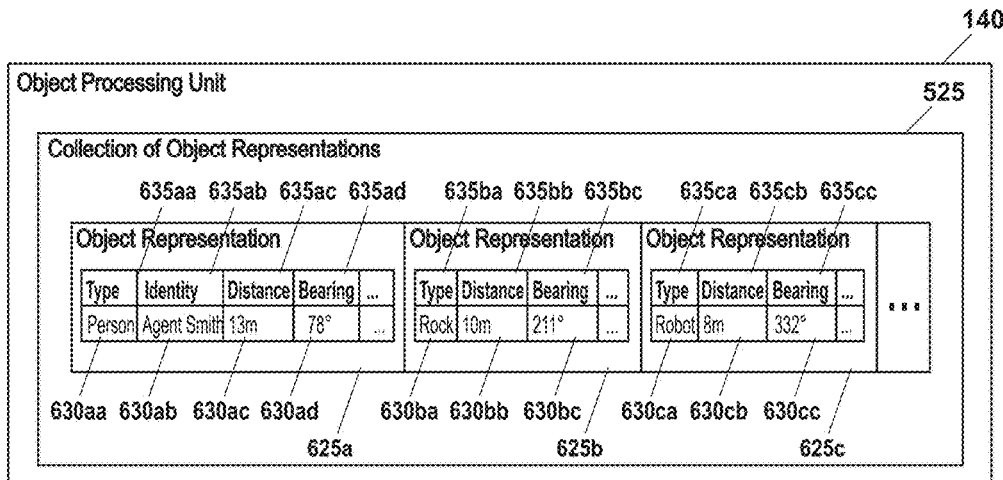 140
Object Processing Unit
525
Collection of Object Representations
635aa 635ab 635ac 635ad 635ba 635bb 635bc 635ca 635cb 635cc
Object Representation Object Representation Object Representation
Type Identity Distance Bearing ... Type Distance Bearing ... Type Distance Bearing ...
Person Agent Smith 13m 78° ... Rock 10m 211° ... Robot 8m 332° ...
...
630aa 630ab 630ac 630ad 630ba 630bb 630bc 630ca 630cb 630cc
625a 625b 625c